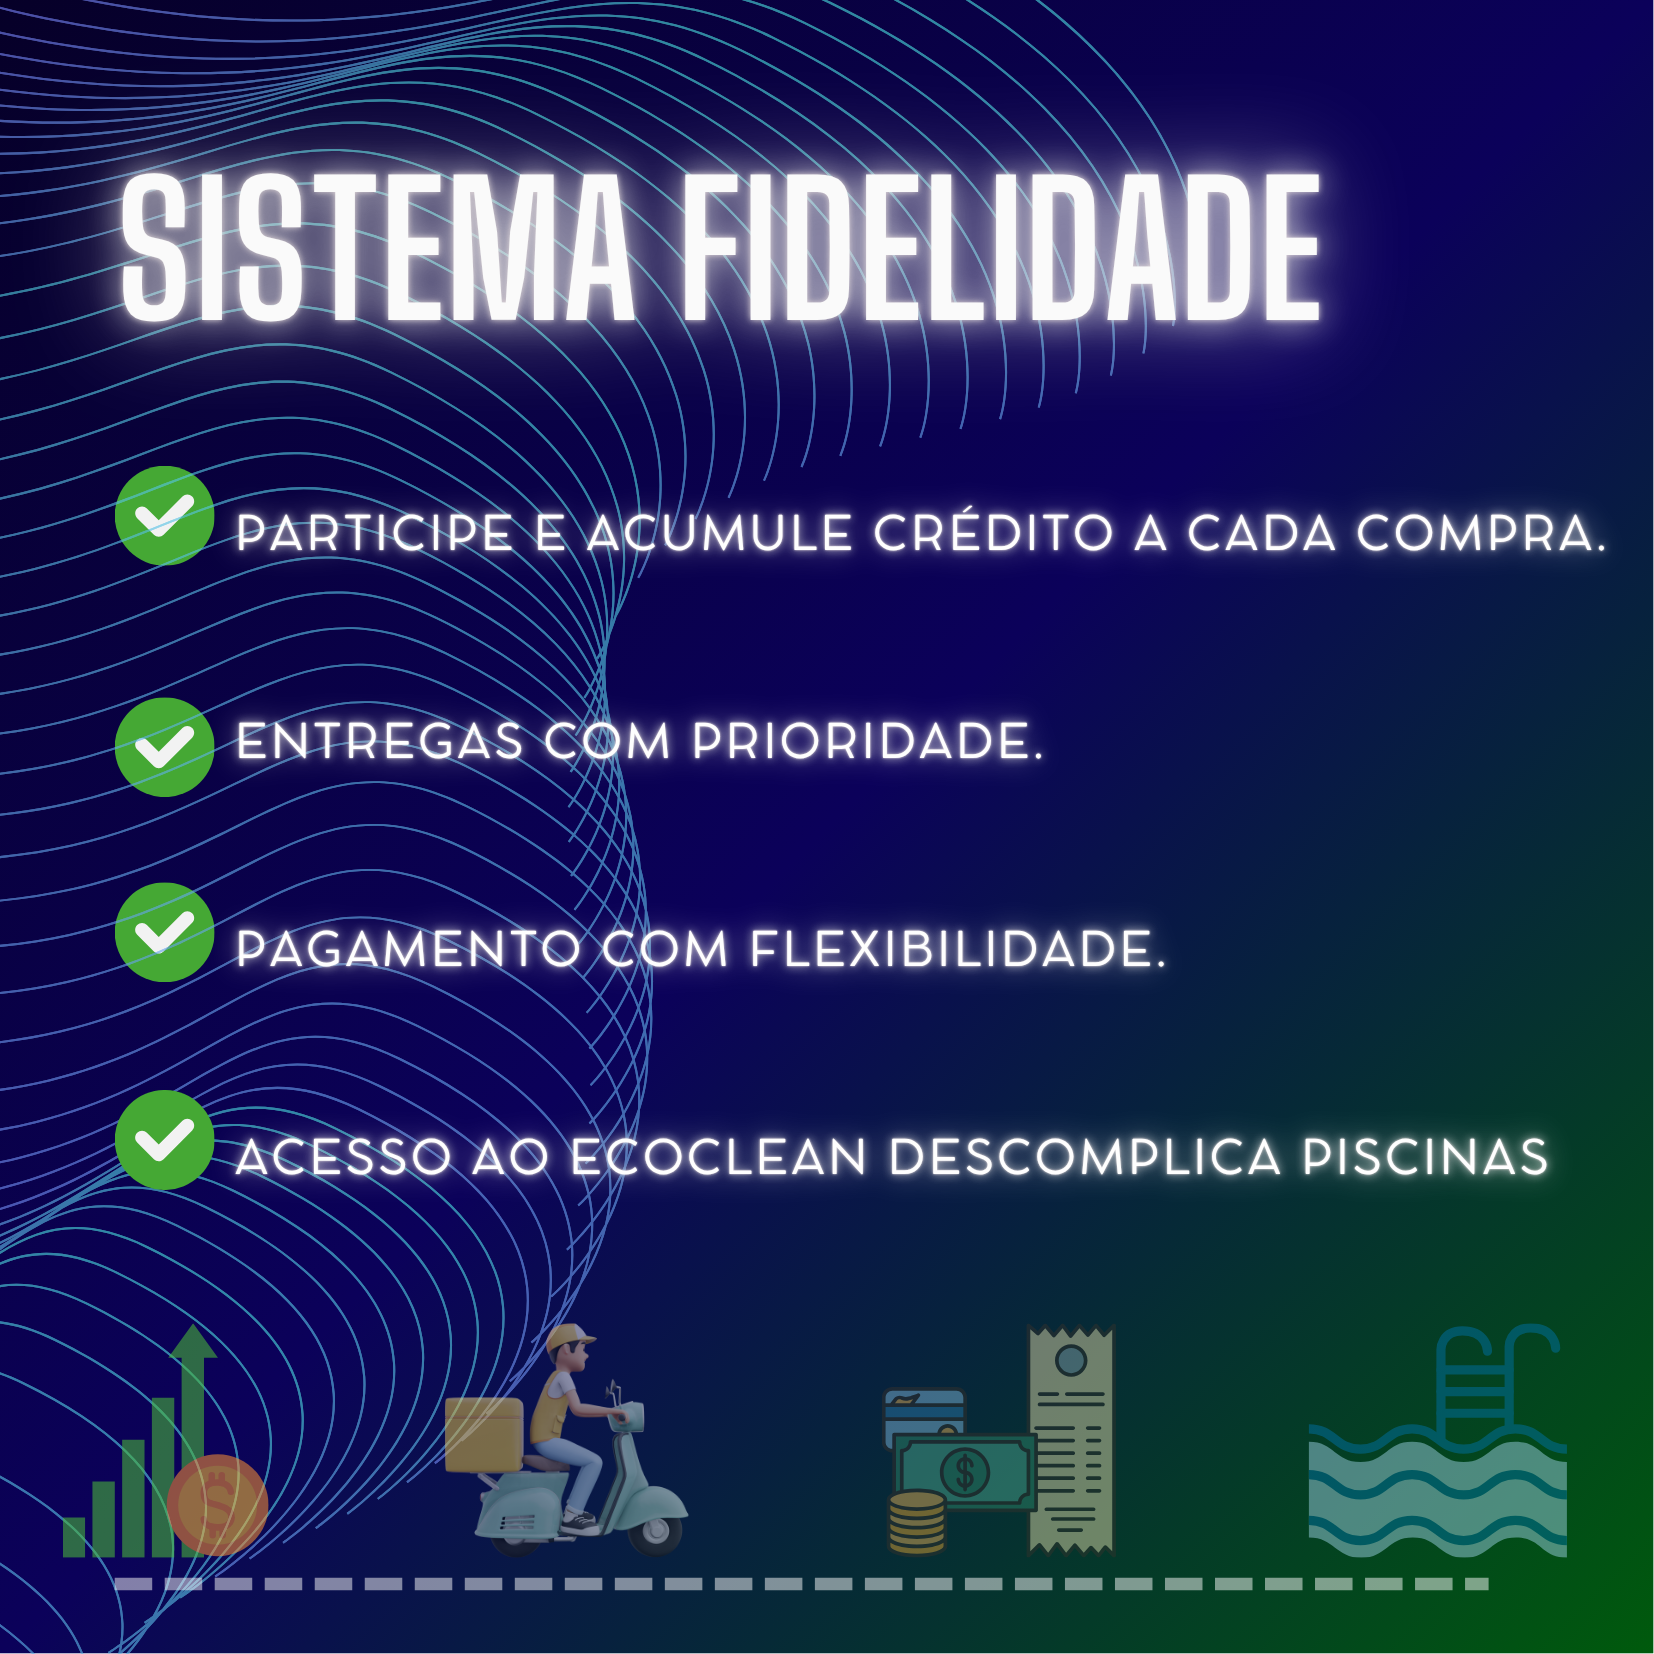 SISTEMA FIDELIDADE
PARTICIPE E ACUMULE CRÉDITO A CADA COMPRA.
ENTREGAS COM PRIORIDADE.
PAGAMENTO COM FLEXIBILIDADE.
ACESSO AO ECOCLEAN DESCOMPLICA PISCINAS
$
$